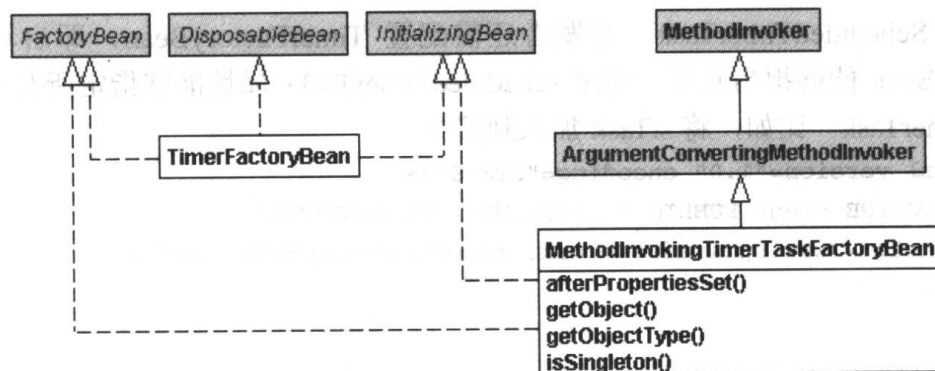 FactoryBean
DisposableBean
InitializingBean
MethodInvoker
TimerFactoryBean
ArgumentConvertingMethodInvoker
MethodInvokingTimerTaskFactoryBean
afterPropertiesSet()
getObject()
getObjectType()
isSingleton()